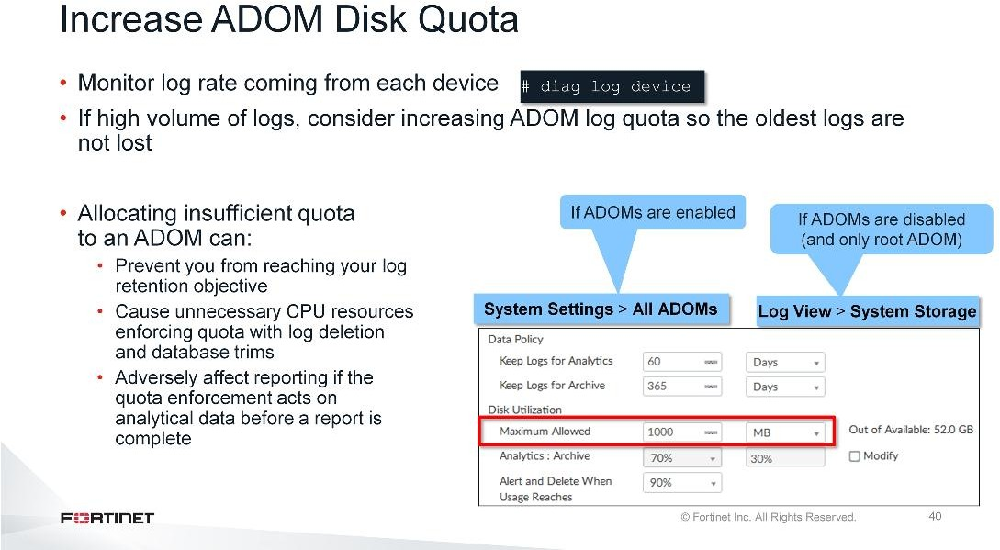 Increase ADOM Disk Quota
• Monitor log rate coming from each device
# diag log device
• If high volume of logs, consider increasing ADOM log quota so the oldest logs are
not lost
• Allocating insufficient quota
to an ADOM can:
• Prevent you from reaching your log
retention objective
• Cause unnecessary CPU resources
enforcing quota with log deletion
and database trims
• Adversely affect reporting if the
quota enforcement acts on
analytical data before a report is
complete
If ADOMs are enabled
If ADOMs are disabled
(and only root ADOM)
System Settings > All ADOMs
Log View > System Storage
Data Policy
Keep Logs for Analytics 60 Days
Keep Logs for Archive 365 Days
Disk Utilization
Maximum Allowed 1000 MB Out of Available: 52.0 GB
Analytics : Archive 70% 30% Modify
Alert and Delete When
Usage Reaches
90%
FORTINET
© Fortinet Inc. All Rights Reserved.
40